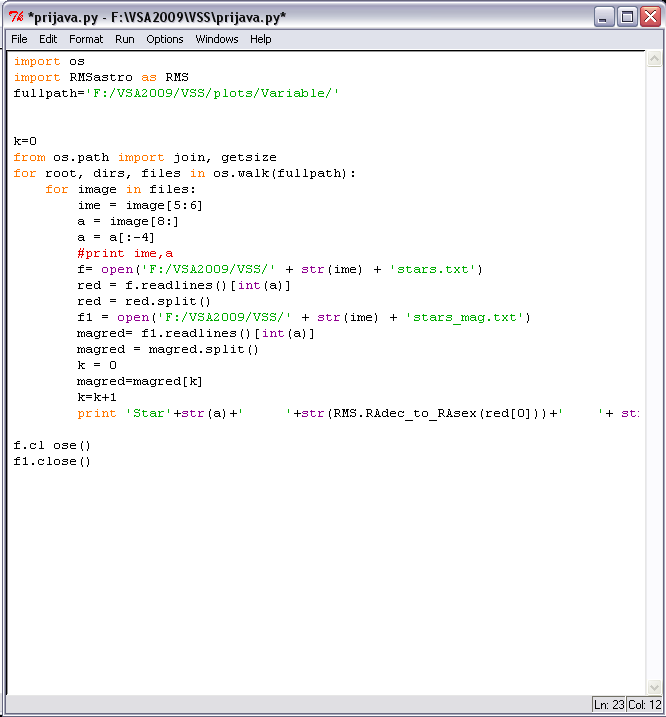 *prijava.py - F:\VSA2009\VSS\prijava.py*
File Edit Format Run Options Windows Help
import os
import RMSastro as RMS
fullpath='F:/VSA2009/VSS/plots/Variable/'
k=0
from os.path import join, getsize
for root, dirs, files in os.walk(fullpath):
    for image in files:
        ime = image[5:6]
        a = image[8:]
        a = a[:-4]
        #print ime,a
        f= open('F:/VSA2009/VSS/' + str(ime) + 'stars.txt')
        red = f.readlines()[int(a)]
        red = red.split()
        f1 = open('F:/VSA2009/VSS/' + str(ime) + 'stars_mag.txt')
        magred= f1.readlines()[int(a)]
        magred = magred.split()
        k = 0
        magred=magred[k]
        k=k+1
        print 'Star'+str(a)+'     '+str(RMS.RAdec_to_RAsex(red[0]))+'    '+
f.cl ose()
f1.close()
Ln: 23 Col: 12